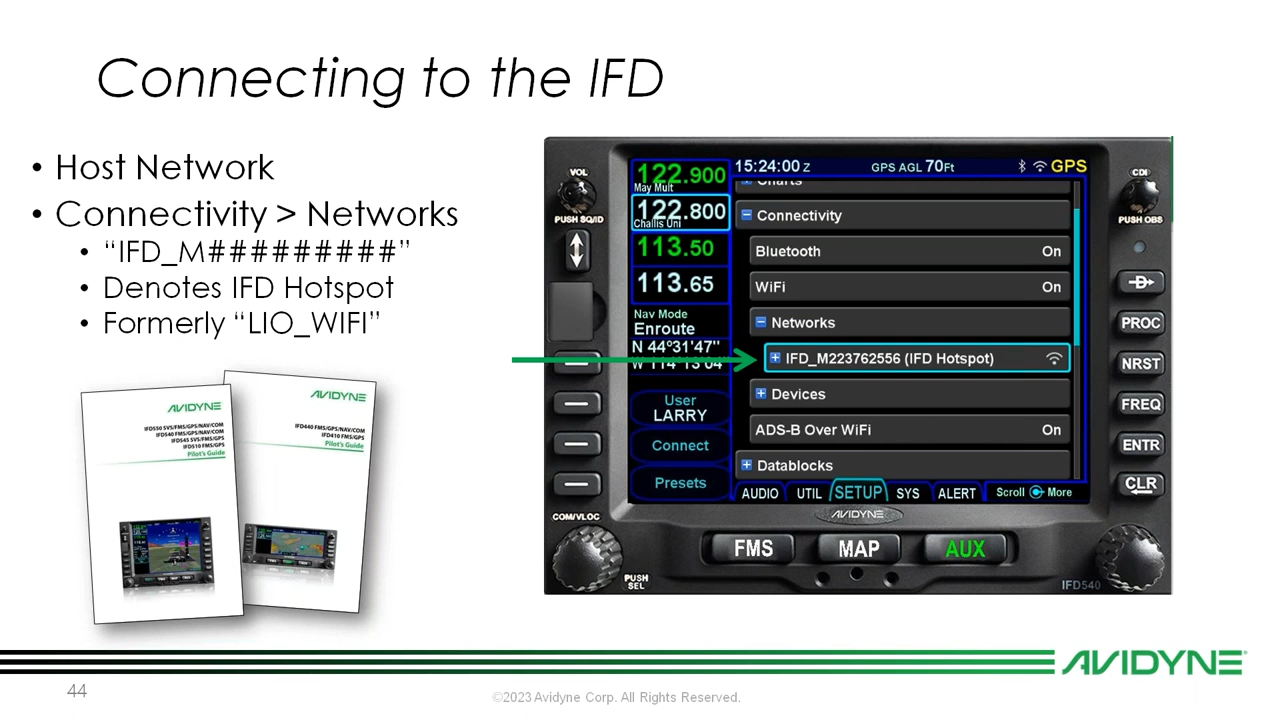 Connecting to the IFD
• Host Network
• Connectivity > Networks
• “IFD_M#########”
• Denotes IFD Hotspot
• Formerly “LIO_WIFI”
AVIDYNE
IFD550 SVS/FMS/GPS/NAV/COM
IFD540 FMS/GPS/NAV/COM
IFD545 SVS/FMS/GPS
IFD510 FMS/GPS
Pilot's Guide
AVIDYNE
IFD440 FMS/GPS/NAV/COM
IFD410 FMS/GPS
Pilot's Guide
VOL
PUSH SQ/ID
122.900
May Mult
122.800
Challis Uni
113.50
113.65
Nav Mode
Enroute
N 44°31'47"
W 114°13'04"
User
LARRY
Connect
Presets
15:24:00 Z GPS AGL 70Ft GPS
Charts
Connectivity
Bluetooth On
WiFi On
Networks
IFD_M223762556 (IFD Hotspot)
Devices
ADS-B Over WiFi On
Datablocks
AUDIO UTIL SETUP SYS ALERT Scroll More
CDI
PUSH OBS
D
PROC
NRST
FREQ
ENTR
CLR
AVIDYNE
COM/VLOC
PUSH
SEL
FMS MAP AUX
IFD540
AVIDYNE
44
©2023 Avidyne Corp. All Rights Reserved.